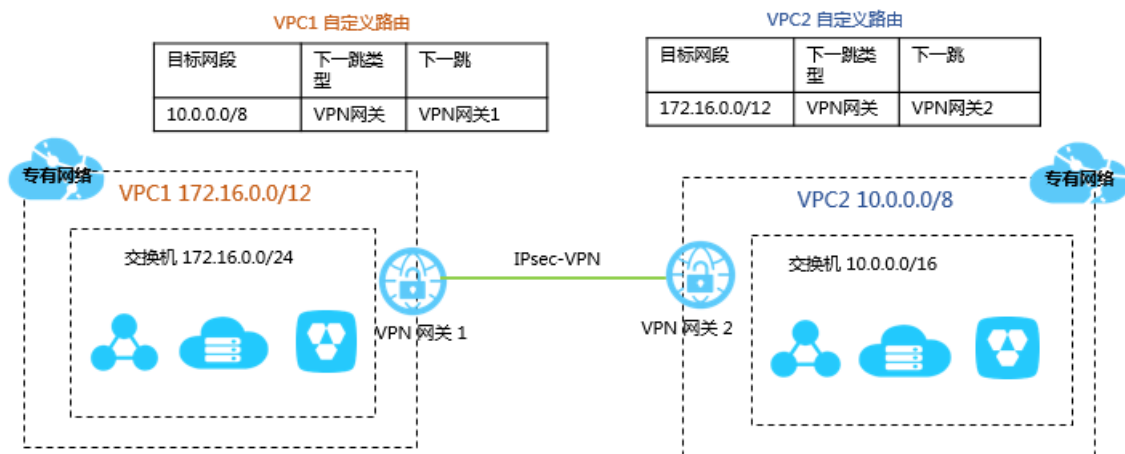 VPC1 自定义路由
目标网段 下一跳类型 下一跳
10.0.0.0/8 VPN网关 VPN网关1
VPC2 自定义路由
目标网段 下一跳类型 下一跳
172.16.0.0/12 VPN网关 VPN网关2
专有网络
VPC1 172.16.0.0/12
交换机 172.16.0.0/24
VPN 网关 1
IPsec-VPN
专有网络
VPC2 10.0.0.0/8
交换机 10.0.0.0/16
VPN 网关 2